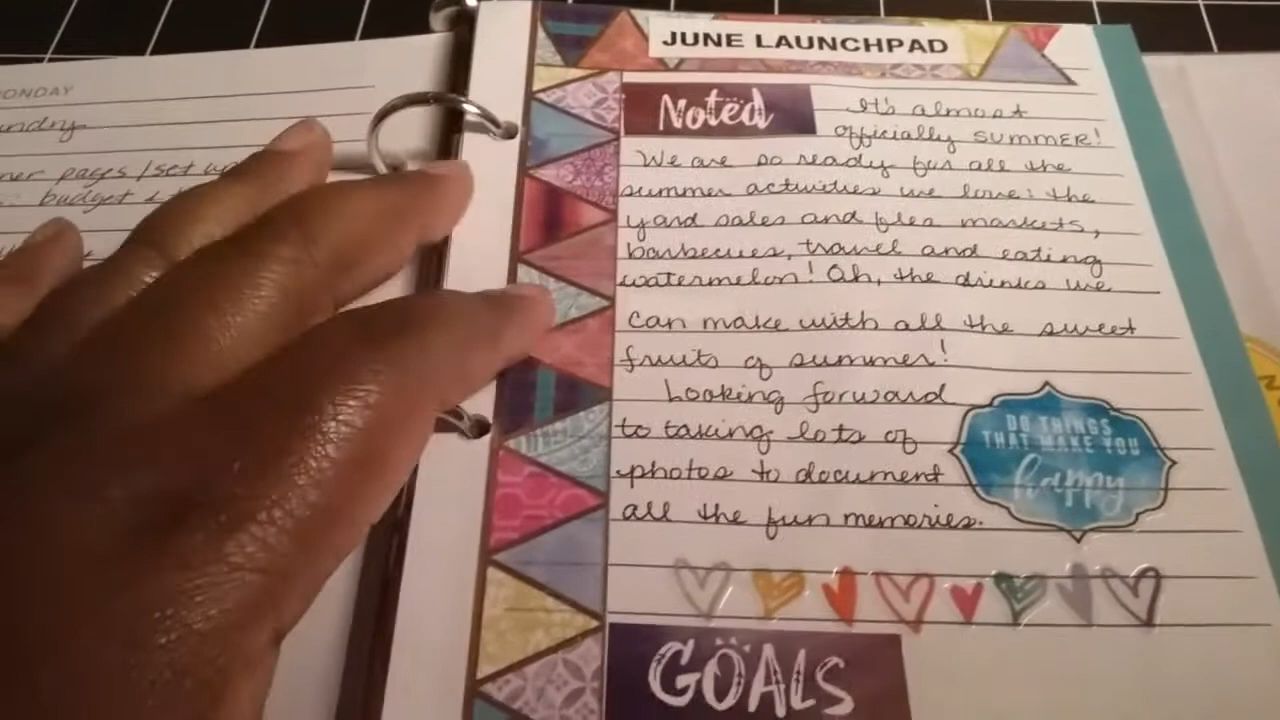 MONDAY
pages / set up
budget
JUNE LAUNCHPAD
Noted
It's almost
officially SUMMER!
We are so ready for all the
summer activities we love: the
yard sales and flea markets,
barbecues, travel and eating
watermelon! Oh, the drinks we
can make with all the sweet
fruits of summer!
Looking forward
to taking lots of
photos to document
all the fun memories.
DO THINGS
THAT MAKE YOU
happy
GOALS